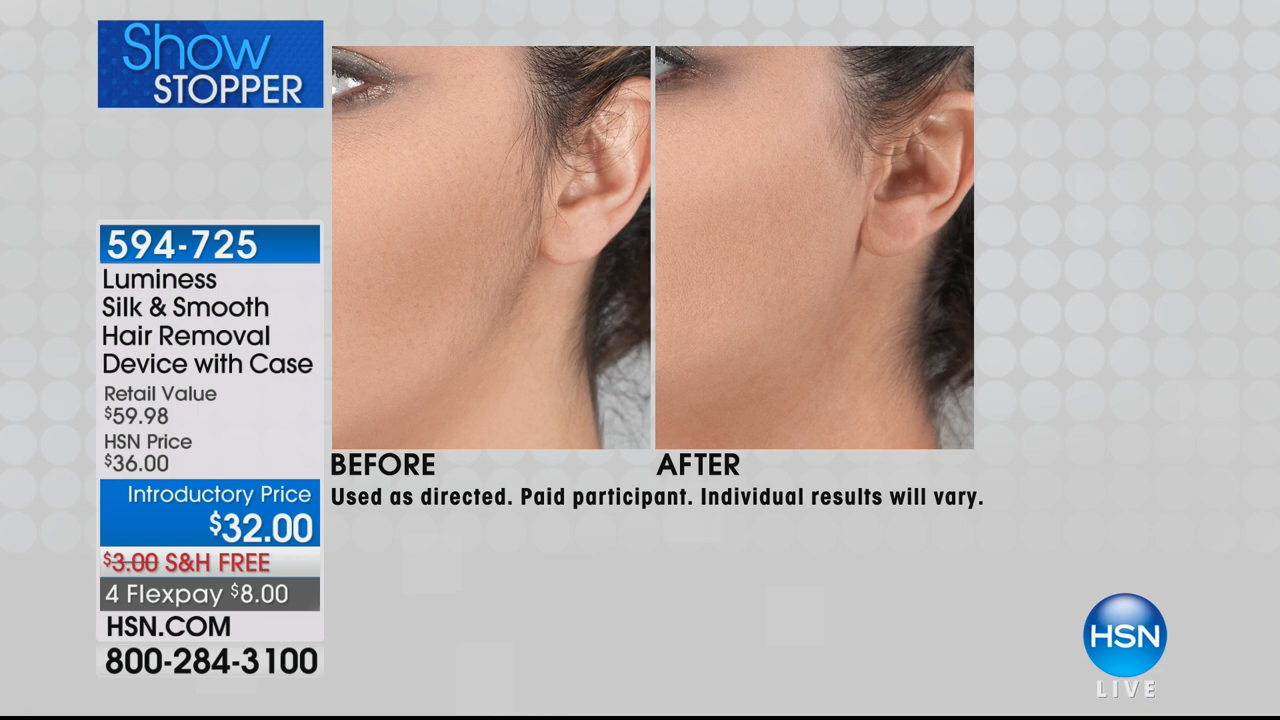 Show
STOPPER
594-725
Luminess
Silk & Smooth
Hair Removal
Device with Case
Retail Value
$59.98
HSN Price
$36.00
Introductory Price
$32.00
$3.00 S&H FREE
4 Flexpay $8.00
HSN.COM
800-284-3100
BEFORE
AFTER
Used as directed. Paid participant. Individual results will vary.
HSN
LIVE